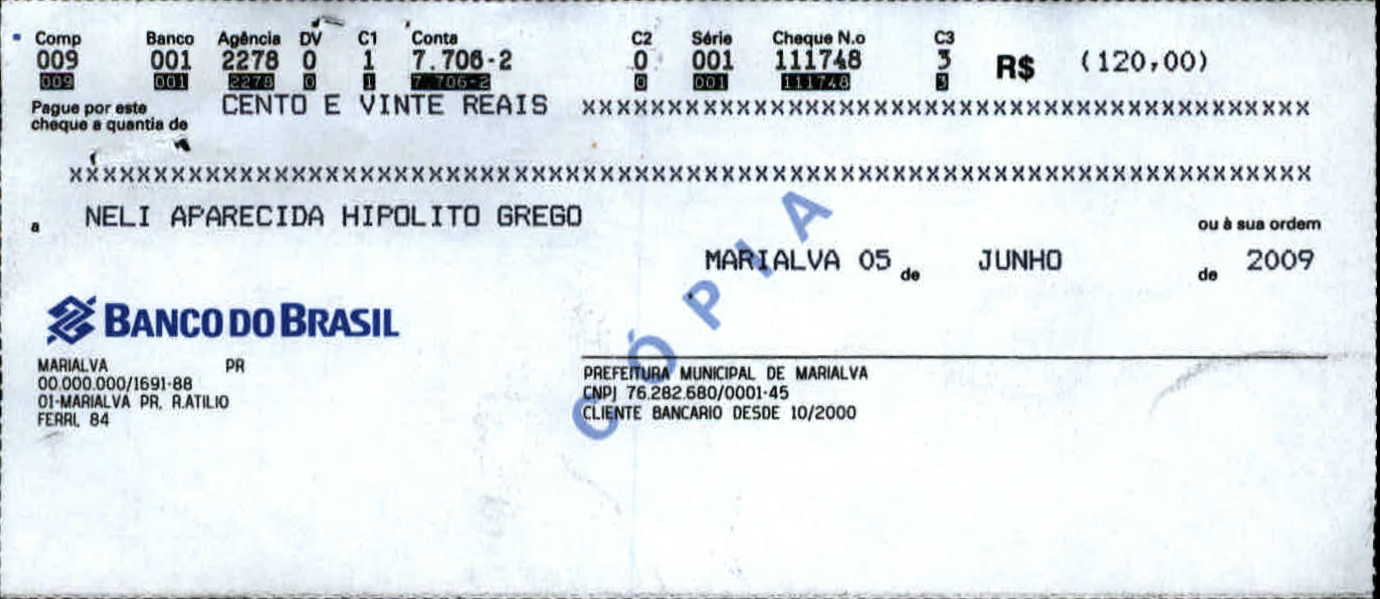 Comp Banco Agência DV C1 Conta C2 Série Cheque N.o C3
009 001 2278 0 1 7.706-2 0 001 111748 3 R$ (120,00)
009 001 2278 0 1 7.706-2 0 001 111748 3
Pague por este CENTO E VINTE REAIS XXXXXXXXXXXXXXXXXXXXXXXXXXXXXXXXXXXXXXXXXXX
cheque a quantia de
XXXXXXXXXXXXXXXXXXXXXXXXXXXXXXXXXXXXXXXXXXXXXXXXXXXXXXXXXXXXXXXXXXXXXXXXX
a NELI APARECIDA HIPOLITO GREGO ou à sua ordem
MARIALVA 05 de JUNHO de 2009
CÓPIA
BANCO DO BRASIL
MARIALVA PR
00.000.000/1691-88
01-MARIALVA PR, R.ATILIO
FERRI, 84
PREFEITURA MUNICIPAL DE MARIALVA
CNPJ 76.282.680/0001-45
CLIENTE BANCARIO DESDE 10/2000